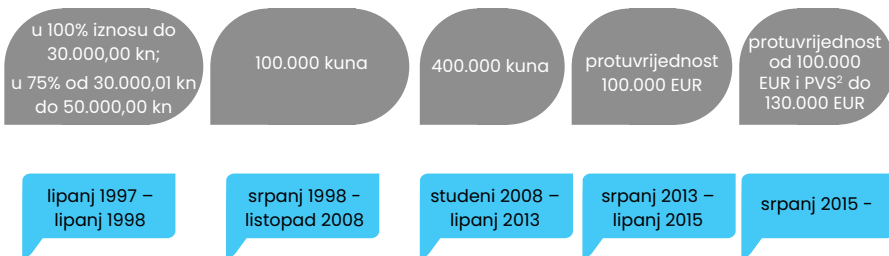 u 100% iznosu do
30.000,00 kn;
u 75% od 30.000,01 kn
do 50.000,00 kn
100.000 kuna
400.000 kuna
protuvrijednost
100.000 EUR
protuvrijednost
od 100.000
EUR i PVS² do
130.000 EUR
lipanj 1997 –
lipanj 1998
srpanj 1998 -
listopad 2008
studeni 2008 –
lipanj 2013
srpanj 2013 –
lipanj 2015
srpanj 2015 -